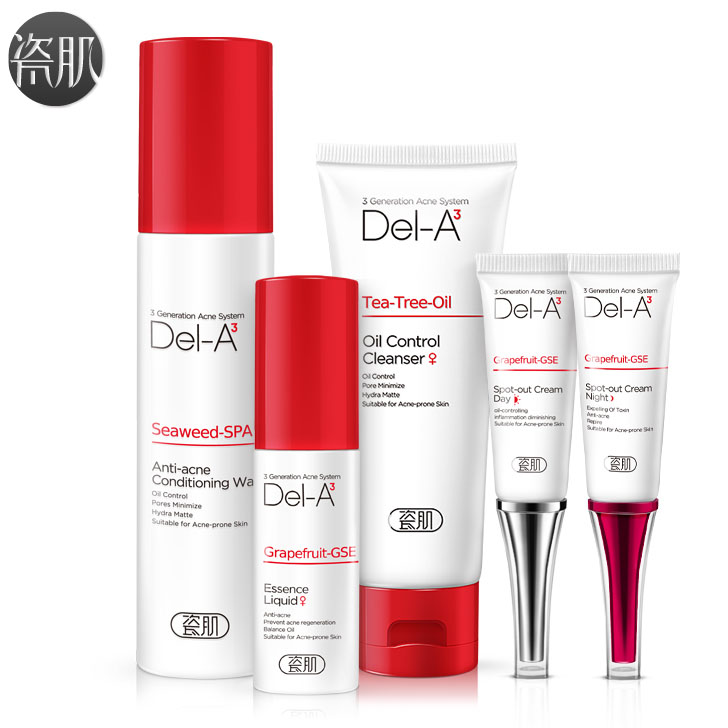 瓷肌
3 Generation Acne System
Del-A³
Seaweed-SPA
Anti-acne
Conditioning Wa
Oil Control
Pores Minimize
Hydra Matte
Suitable for Acne-prone Skin
瓷肌
3 Generation Acne System
Del-A³
Grapefruit-GSE
Essence
Liquid♀
Anti-acne
Prevent acne regeneration
Balance Oil
Suitable for Acne-prone Skin
瓷肌
3 Generation Acne System
Del-A³
Tea-Tree-Oil
Oil Control
Cleanser♀
Oil Control
Pore Minimize
Hydra Matte
Suitable for Acne-prone Skin
瓷肌
3 Generation Acne System
Del-A³
Grapefruit-GSE
Spot-out Cream
Day
oil-controlling
inflammation diminishing
Suitable for Acne-prone Skin
瓷肌
3 Generation Acne System
Del-A³
Grapefruit-GSE
Spot-out Cream
Night
Expelling Of Toxin
Anti-acne
Repire
Suitable for Acne-prone Skin
瓷肌